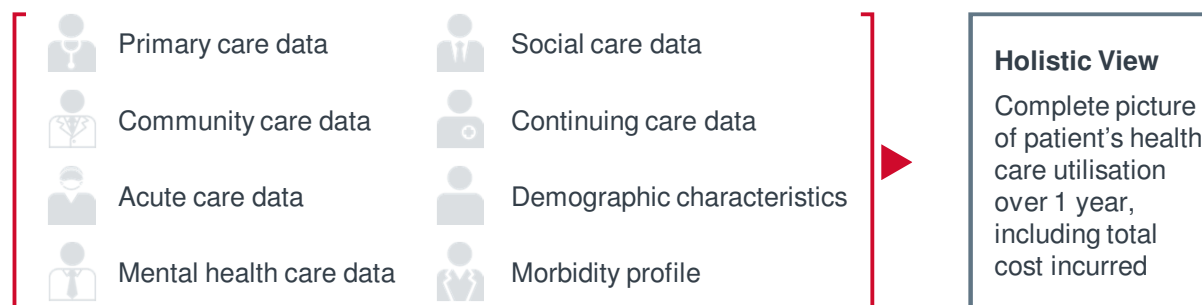 Primary care data
Community care data
Acute care data
Mental health care data
Social care data
Continuing care data
Demographic characteristics
Morbidity profile
Holistic View
Complete picture
of patient’s health
care utilisation
over 1 year,
including total
cost incurred